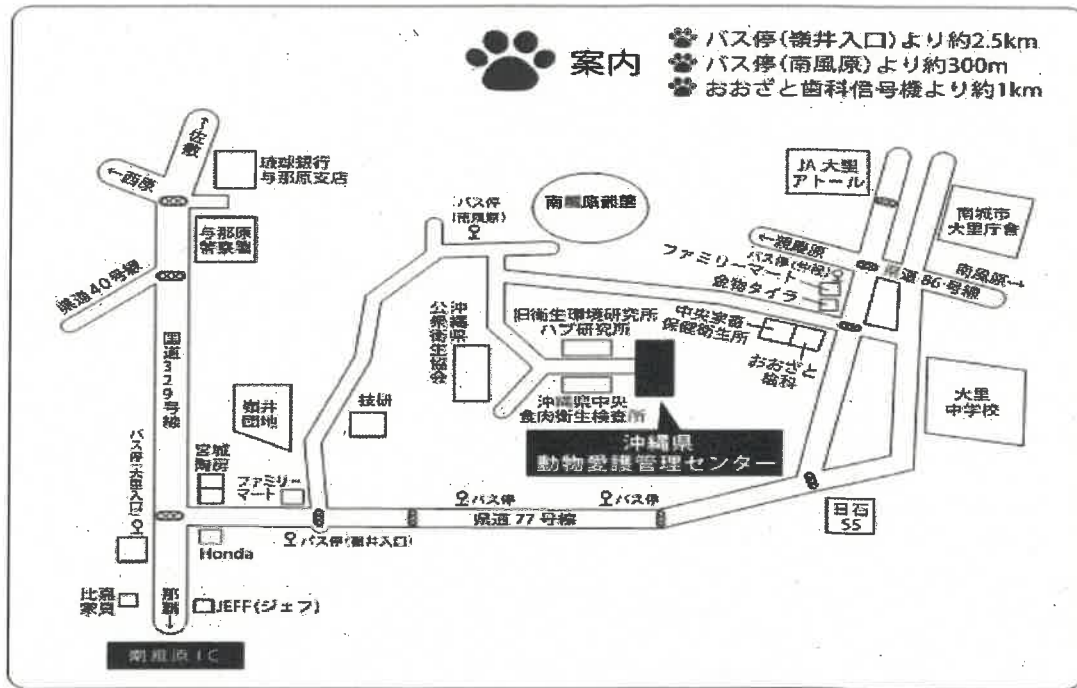 案内
バス停(嶺井入口)より約2.5km
バス停(南風原)より約300m
おおざと歯科信号機より約1km
佐敷
←西原
琉球銀行
与那原支店
与那原
警察署
県道40号線
国道329号線
バス停(大里入口)
嶺井
団地
宮城
ファミリー
マート
技研
バス停
(南風原)
沖縄県
公衆衛生協会
旧衛生環境研究所
ハブ研究所
沖縄県中央
食肉衛生検査所
沖縄県
動物愛護管理センター
JA大里
アトール
南城市
大里庁舎
←親慶原
南風原→
県道86号線
ファミリーマート
金物タイラ
中央家畜
保健衛生所
おおざと
歯科
大里
中学校
日石
SS
バス停
バス停
県道77号線
バス停(嶺井入口)
Honda
JEFF(ジェフ)
那覇→
南風原IC